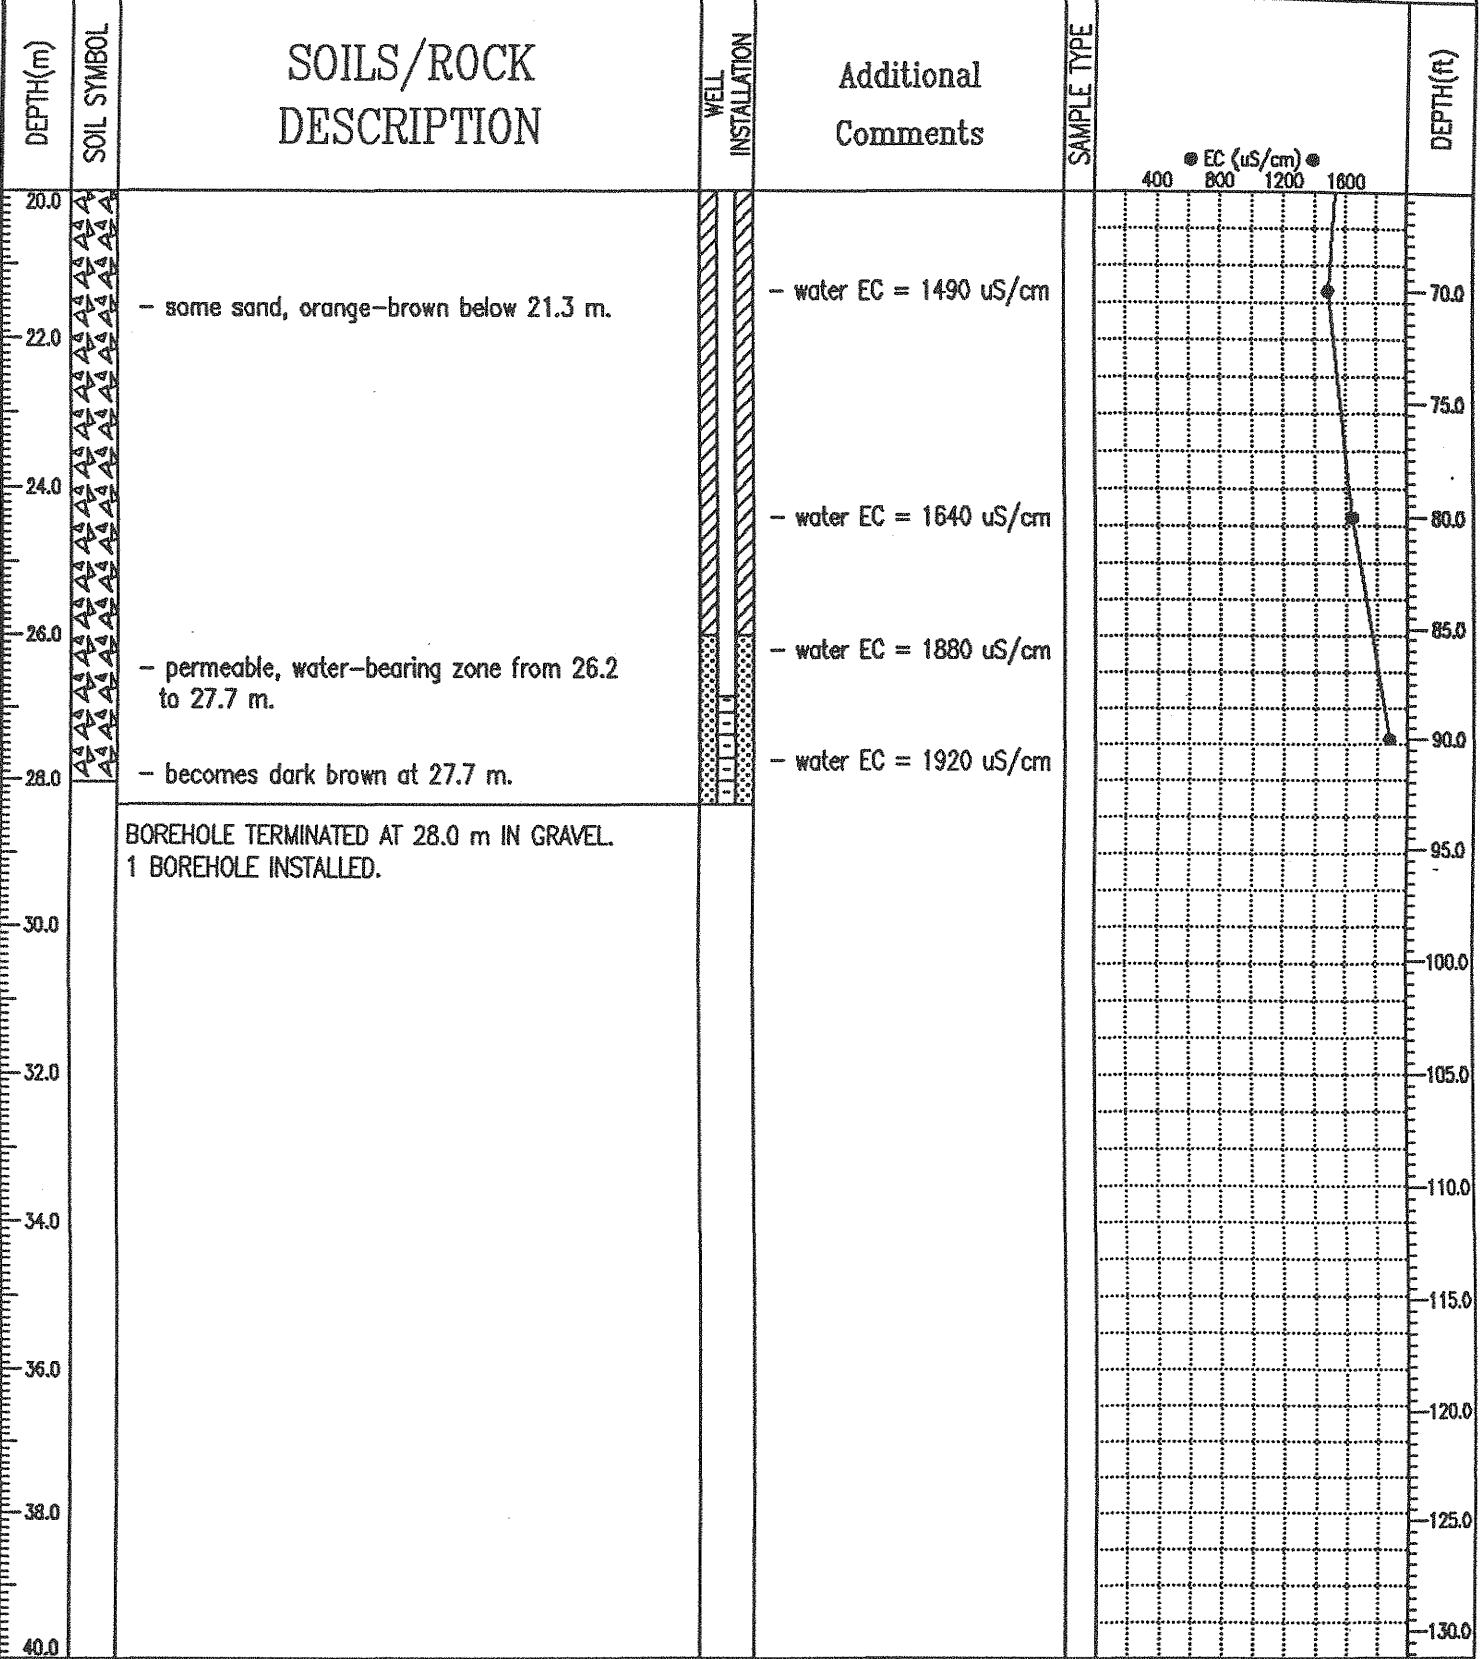 DEPTH(m)
SOIL SYMBOL
SOILS/ROCK
DESCRIPTION
WELL
INSTALLATION
Additional
Comments
SAMPLE TYPE
● EC (uS/cm) ●
400 800 1200 1600
DEPTH(ft)
20.0
22.0
24.0
26.0
28.0
30.0
32.0
34.0
36.0
38.0
40.0
- some sand, orange-brown below 21.3 m.
- permeable, water-bearing zone from 26.2
to 27.7 m.
- becomes dark brown at 27.7 m.
BOREHOLE TERMINATED AT 28.0 m IN GRAVEL.
1 BOREHOLE INSTALLED.
- water EC = 1490 uS/cm
- water EC = 1640 uS/cm
- water EC = 1880 uS/cm
- water EC = 1920 uS/cm
70.0
75.0
80.0
85.0
90.0
95.0
100.0
105.0
110.0
115.0
120.0
125.0
130.0